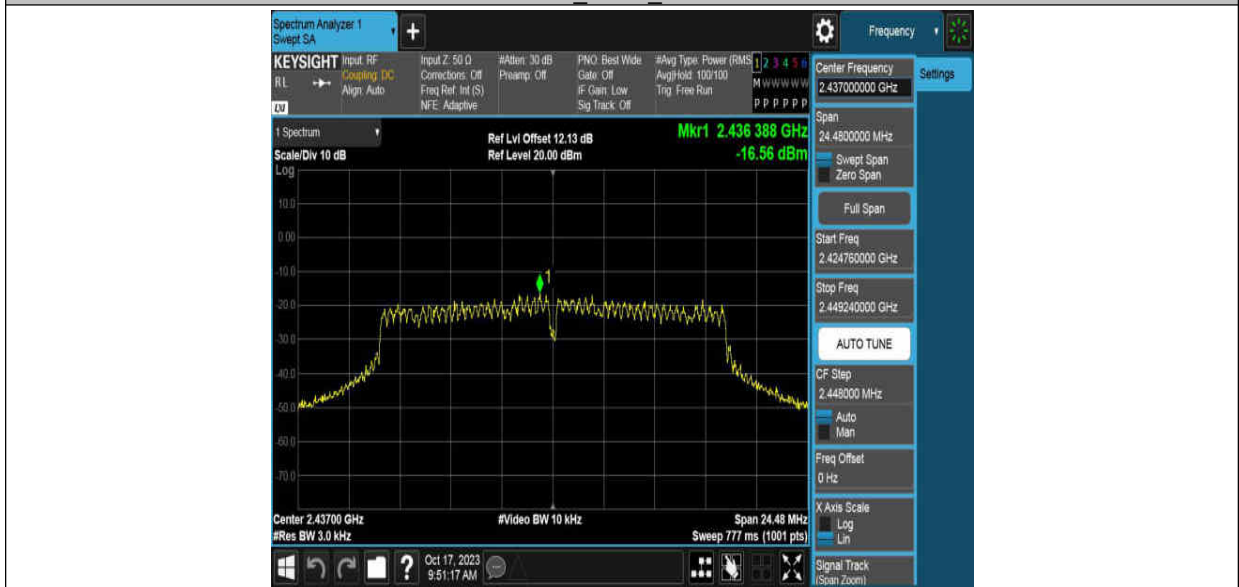 Spectrum Analyzer 1
Swept SA
+
Frequency
KEYSIGHT
RL
LXI
Input: RF
Coupling: DC
Align: Auto
Input Z: 50 Ω
Corrections: Off
Freq Ref: Int (S)
NFE: Adaptive
#Atten: 30 dB
Preamp: Off
PNO: Best Wide
Gate: Off
IF Gain: Low
Sig Track: Off
#Avg Type: Power (RMS
Avg|Hold: 100/100
Trig: Free Run
1 2 3 4 5 6
M W W W W W
P P P P P P
1 Spectrum
Scale/Div 10 dB
Ref Lvl Offset 12.13 dB
Ref Level 20.00 dBm
Mkr1 2.436 388 GHz
-16.56 dBm
Log
10.0
0.00
-10.0
-20.0
-30.0
-40.0
-50.0
-60.0
-70.0
1
Center 2.43700 GHz
#Res BW 3.0 kHz
#Video BW 10 kHz
Span 24.48 MHz
Sweep 777 ms (1001 pts)
Center Frequency
2.437000000 GHz
Settings
Span
24.4800000 MHz
Swept Span
Zero Span
Full Span
Start Freq
2.424760000 GHz
Stop Freq
2.449240000 GHz
AUTO TUNE
CF Step
2.448000 MHz
Auto
Man
Freq Offset
0 Hz
X Axis Scale
Log
Lin
Signal Track
(Span Zoom)
?
Oct 17, 2023
9:51:17 AM